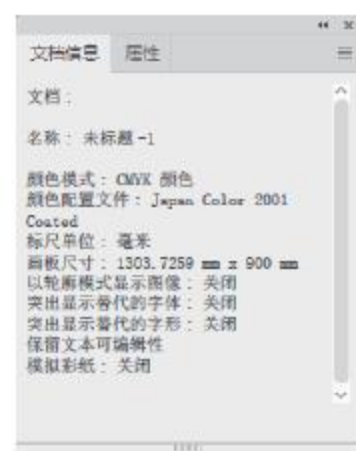 文档信息 属性
文档：
名称： 未标题-1
颜色模式： CMYK 颜色
颜色配置文件： Japan Color 2001
Coated
标尺单位： 毫米
画板尺寸： 1303.7259 mm x 900 mm
以轮廓模式显示图像： 关闭
突出显示替代的字体： 关闭
突出显示替代的字形： 关闭
保留文本可编辑性
模拟彩纸： 关闭